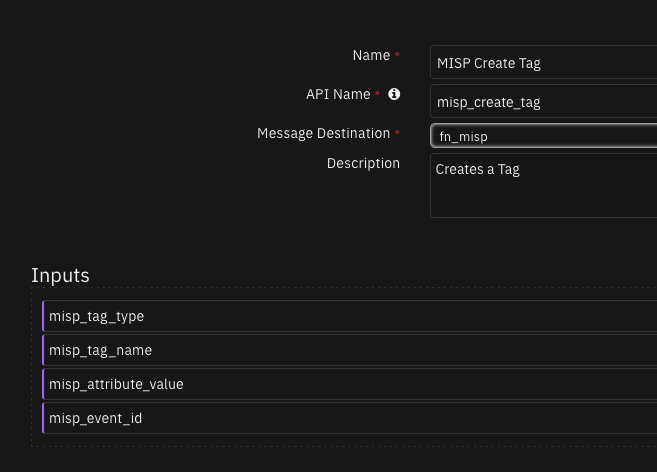 Name * MISP Create Tag
API Name * misp_create_tag
Message Destination * fn_misp
Description Creates a Tag
Inputs
misp_tag_type
misp_tag_name
misp_attribute_value
misp_event_id